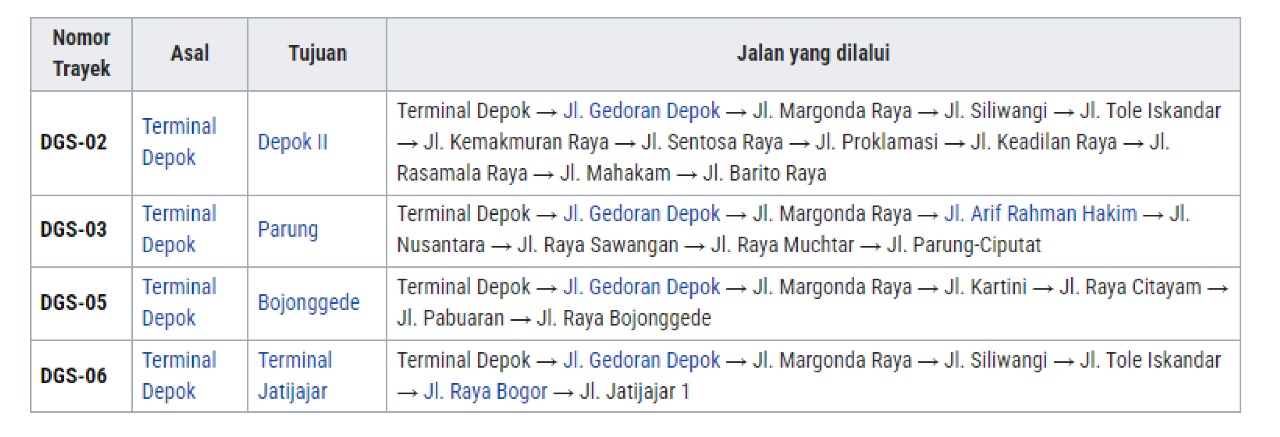 Nomor Trayek Asal Tujuan Jalan yang dilalui
DGS-02 Terminal Depok Depok II Terminal Depok → Jl. Gedoran Depok → Jl. Margonda Raya → Jl. Siliwangi → Jl. Tole Iskandar
→ Jl. Kemakmuran Raya → Jl. Sentosa Raya → Jl. Proklamasi → Jl. Keadilan Raya → Jl.
Rasamala Raya → Jl. Mahakam → Jl. Barito Raya
DGS-03 Terminal Depok Parung Terminal Depok → Jl. Gedoran Depok → Jl. Margonda Raya → Jl. Arif Rahman Hakim → Jl.
Nusantara → Jl. Raya Sawangan → Jl. Raya Muchtar → Jl. Parung-Ciputat
DGS-05 Terminal Depok Bojonggede Terminal Depok → Jl. Gedoran Depok → Jl. Margonda Raya → Jl. Kartini → Jl. Raya Citayam →
Jl. Pabuaran → Jl. Raya Bojonggede
DGS-06 Terminal Depok Terminal Jatijajar Terminal Depok → Jl. Gedoran Depok → Jl. Margonda Raya → Jl. Siliwangi → Jl. Tole Iskandar
→ Jl. Raya Bogor → Jl. Jatijajar 1